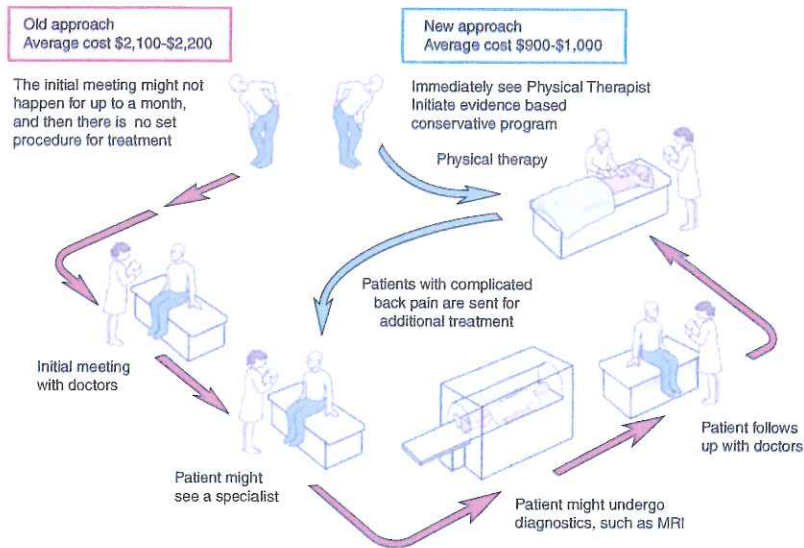 Old approach
Average cost $2,100-$2,200
The initial meeting might not
happen for up to a month,
and then there is no set
procedure for treatment
New approach
Average cost $900-$1,000
Immediately see Physical Therapist
Initiate evidence based
conservative program
Physical therapy
Patients with complicated
back pain are sent for
additional treatment
Initial meeting
with doctors
Patient might
see a specialist
Patient might undergo
diagnostics, such as MRI
Patient follows
up with doctors